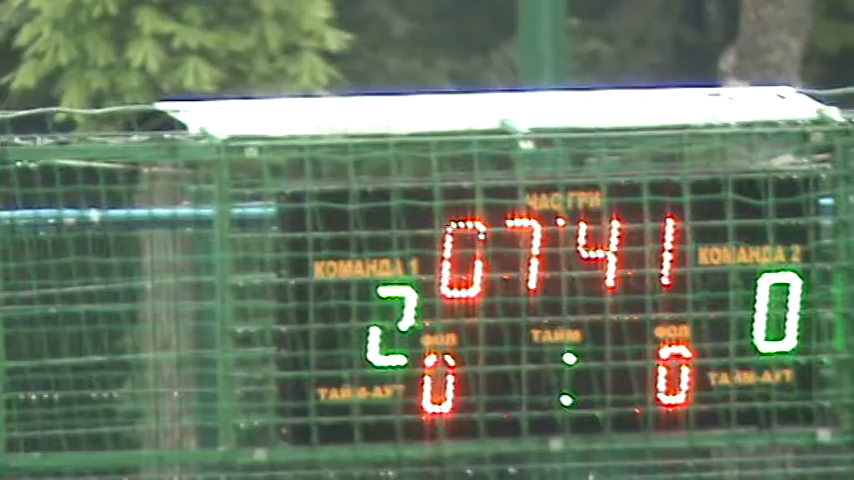 ЧАС ГРИ
07:41
КОМАНДА 1
КОМАНДА 2
2
0
ФОЛ
ТАЙМ
ФОЛ
0
:
0
ТАЙМ-АУТ
ТАЙМ-АУТ